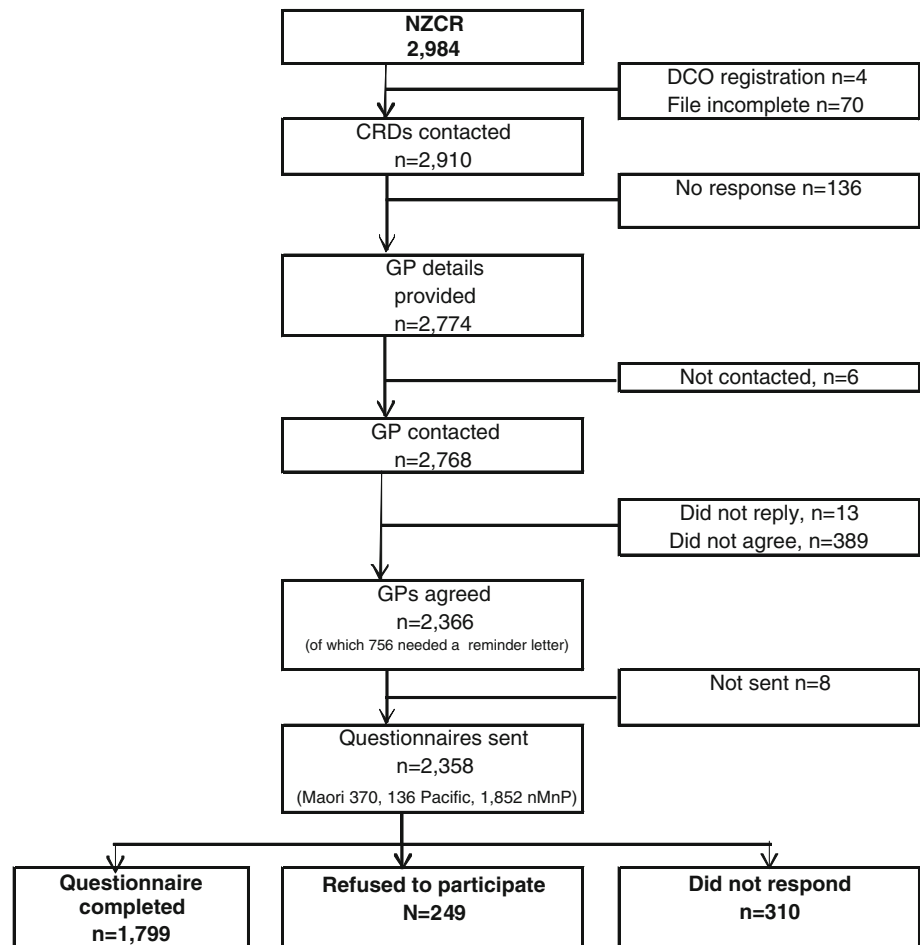 NZCR
2,984
DCO registration n=4
File incomplete n=70
CRDs contacted
n=2,910
No response n=136
GP details
provided
n=2,774
Not contacted, n=6
GP contacted
n=2,768
Did not reply, n=13
Did not agree, n=389
GPs agreed
n=2,366
(of which 756 needed a reminder letter)
Not sent n=8
Questionnaires sent
n=2,358
(Maori 370, 136 Pacific, 1,852 nMnP)
Questionnaire
completed
n=1,799
Refused to participate
N=249
Did not respond
n=310